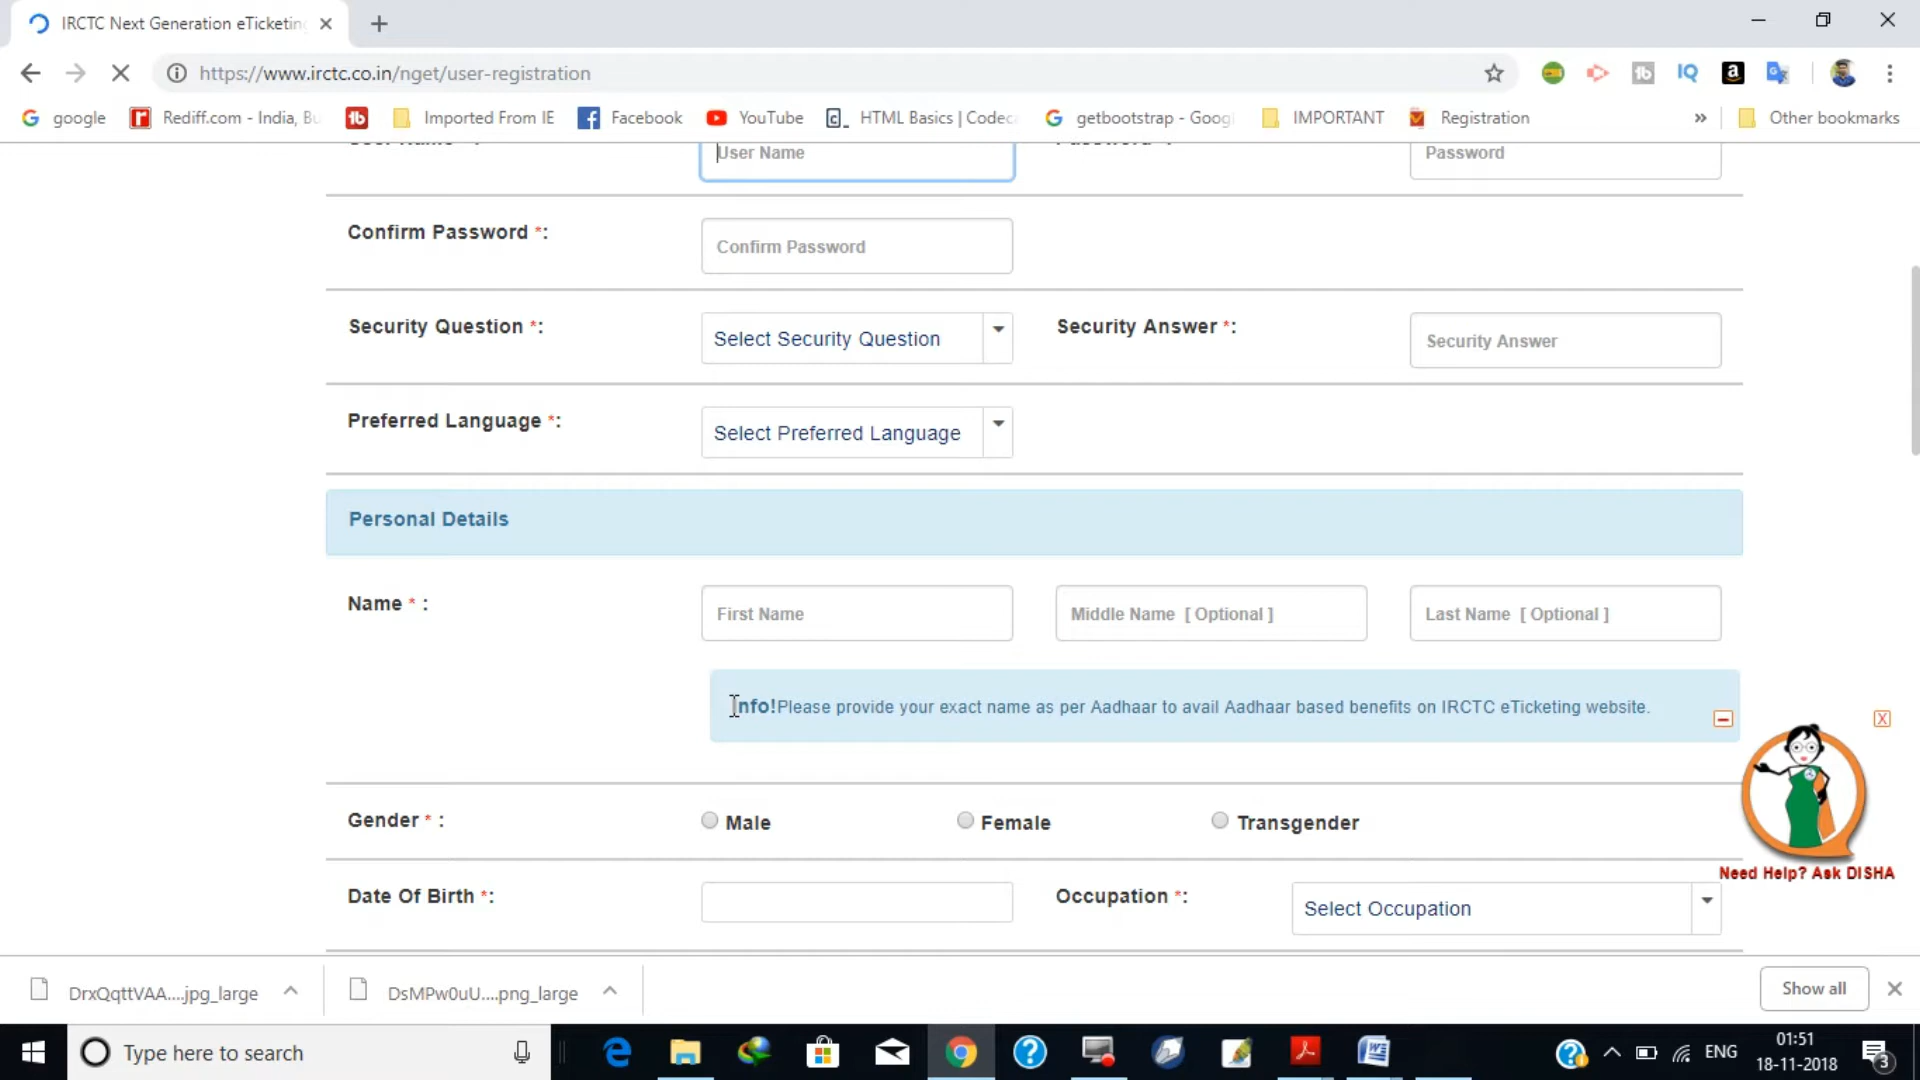 IRCTC Next Generation eTicketing
https://www.irctc.co.in/nget/user-registration
google
Rediff.com - India, Bu
Imported From IE
Facebook
YouTube
HTML Basics | Codeca
getbootstrap - Googl
IMPORTANT
Registration
Other bookmarks
User Name
Password
Confirm Password *:
Confirm Password
Security Question *:
Select Security Question
Security Answer *:
Security Answer
Preferred Language *:
Select Preferred Language
Personal Details
Name * :
First Name
Middle Name [ Optional ]
Last Name [ Optional ]
Info!Please provide your exact name as per Aadhaar to avail Aadhaar based benefits on IRCTC eTicketing website.
X
Gender * :
Male
Female
Transgender
Need Help? Ask DISHA
Date Of Birth *:
Occupation *:
Select Occupation
DrxQqttVAA....jpg_large
DsMPw0uU....png_large
Show all
Type here to search
ENG
01:51
18-11-2018
3